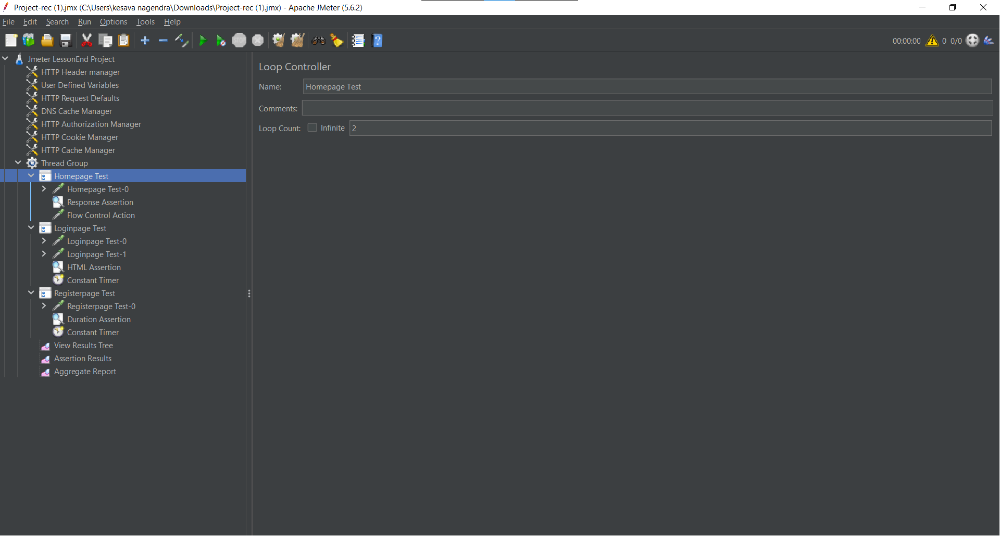 Project-rec (1).jmx (C:\Users\kesava nagendra\Downloads\Project-rec (1).jmx) - Apache JMeter (5.6.2)
File Edit Search Run Options Tools Help
STOP ? 00:00:00 0 0/0
Jmeter LessonEnd Project
HTTP Header manager
User Defined Variables
HTTP Request Defaults
DNS Cache Manager
HTTP Authorization Manager
HTTP Cookie Manager
HTTP Cache Manager
Thread Group
Homepage Test
Homepage Test-0
Response Assertion
Flow Control Action
Loginpage Test
Loginpage Test-0
Loginpage Test-1
HTML Assertion
Constant Timer
Registerpage Test
Registerpage Test-0
Duration Assertion
Constant Timer
View Results Tree
Assertion Results
Aggregate Report
Loop Controller
Name: Homepage Test
Comments:
Loop Count: Infinite 2